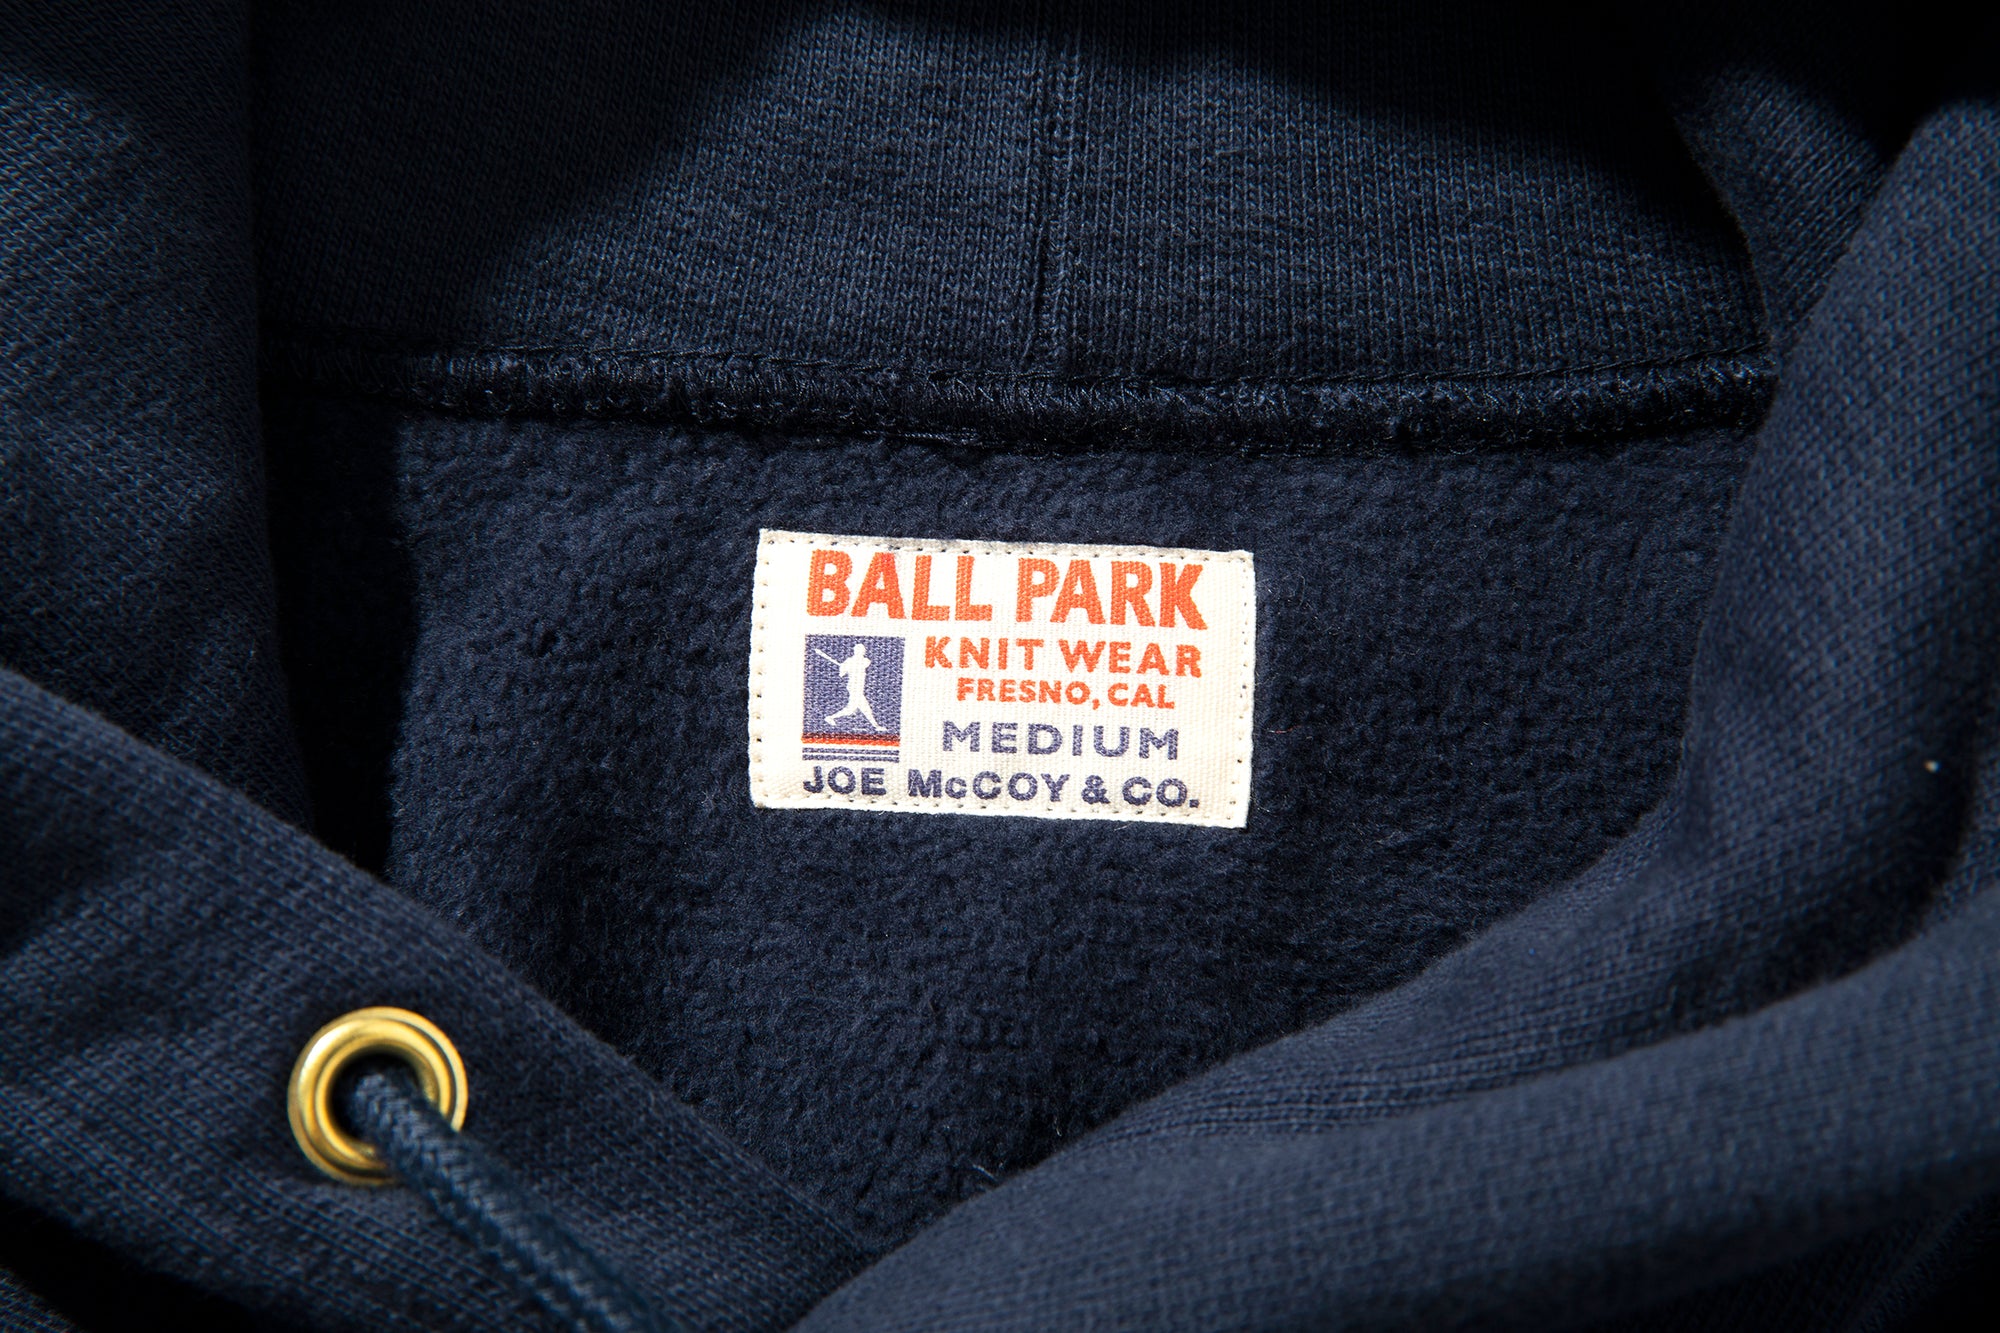 BALL PARK
KNIT WEAR
FRESNO, CAL
MEDIUM
JOE McCOY & CO.